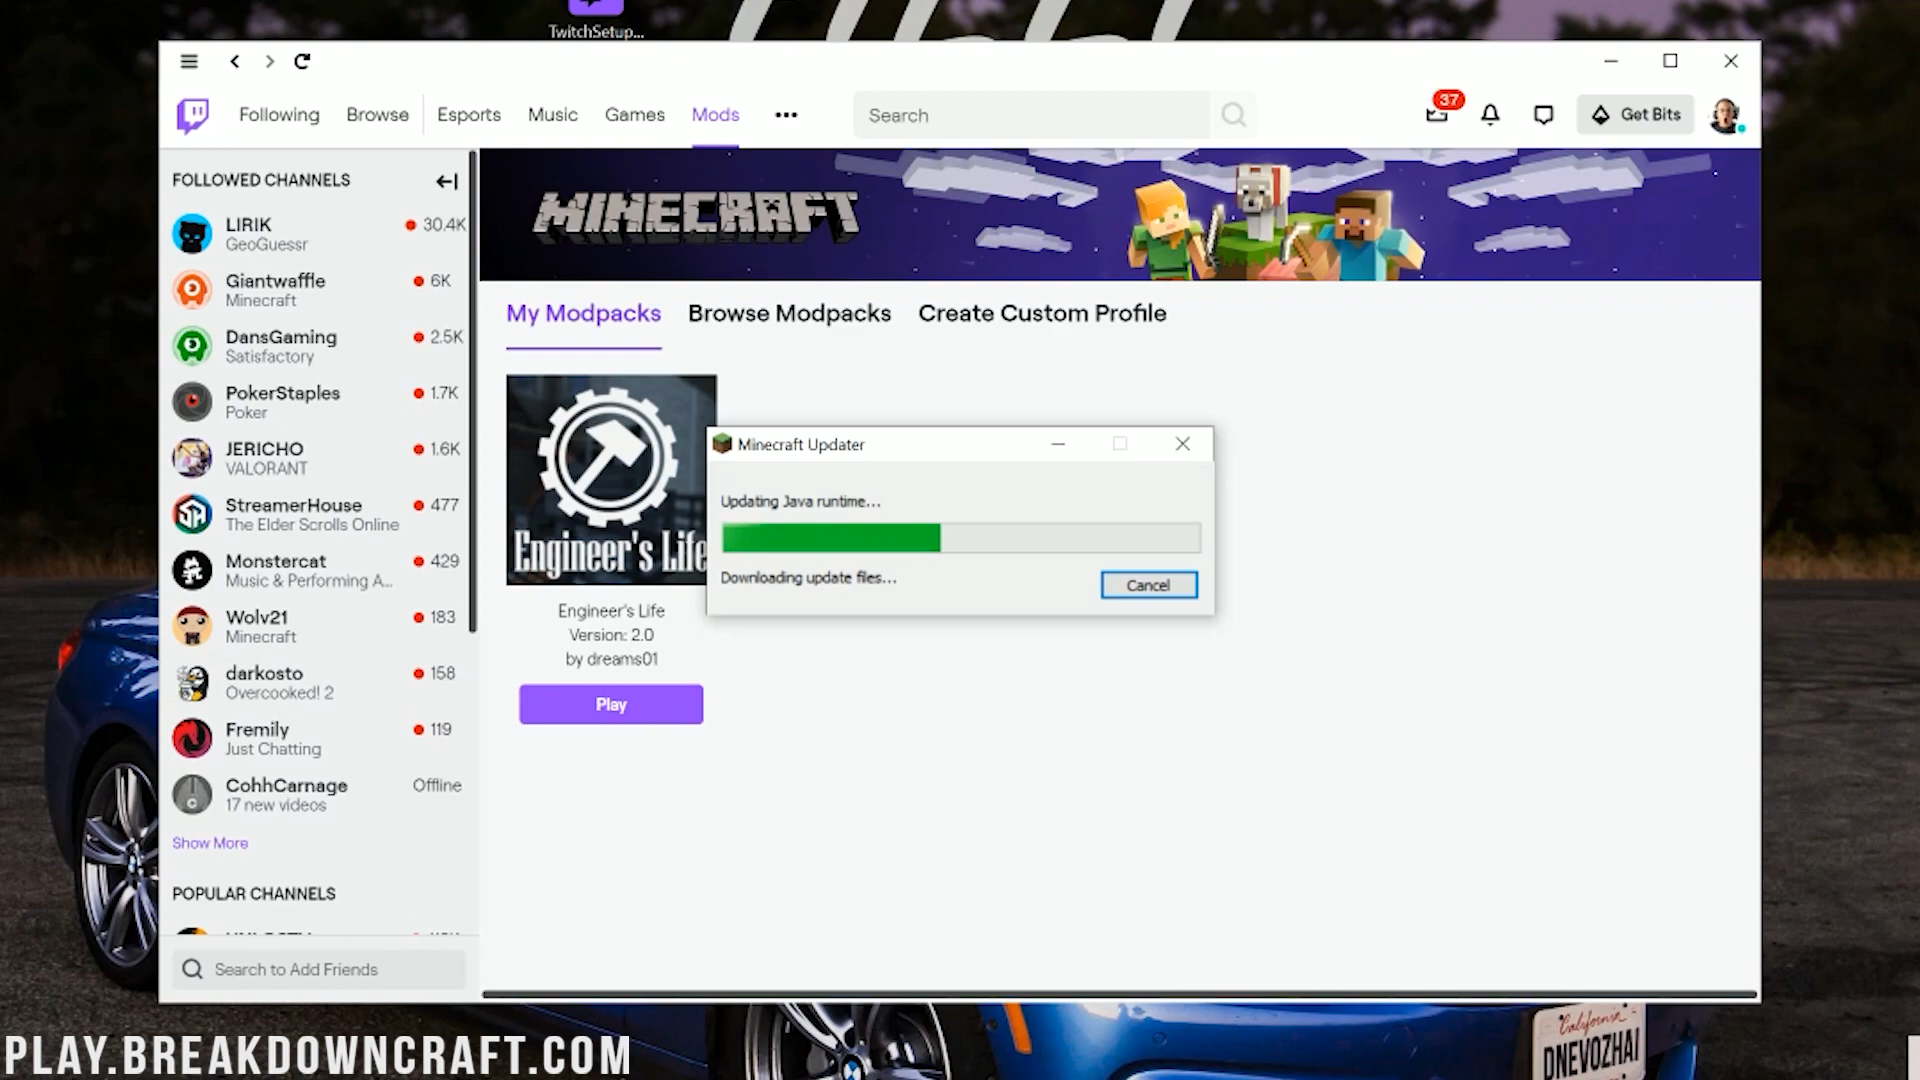 TwitchSetup...
Following
Browse
Esports
Music
Games
Mods
Search
37
Get Bits
FOLLOWED CHANNELS
LIRIK
30.4K
GeoGuessr
Giantwaffle
6K
Minecraft
DansGaming
2.5K
Satisfactory
PokerStaples
1.7K
Poker
JERICHO
1.6K
VALORANT
StreamerHouse
477
The Elder Scrolls Online
Monstercat
429
Music & Performing A...
Wolv21
183
Minecraft
darkosto
158
Overcooked! 2
Fremily
119
Just Chatting
CohhCarnage
Offline
17 new videos
Show More
POPULAR CHANNELS
Search to Add Friends
MINECRAFT
My Modpacks
Browse Modpacks
Create Custom Profile
Engineer's Life
Engineer's Life
Version: 2.0
by dreams01
Play
Minecraft Updater
Updating Java runtime...
Downloading update files...
Cancel
PLAY.BREAKDOWNCRAFT.COM
California
DNEVOZHAI